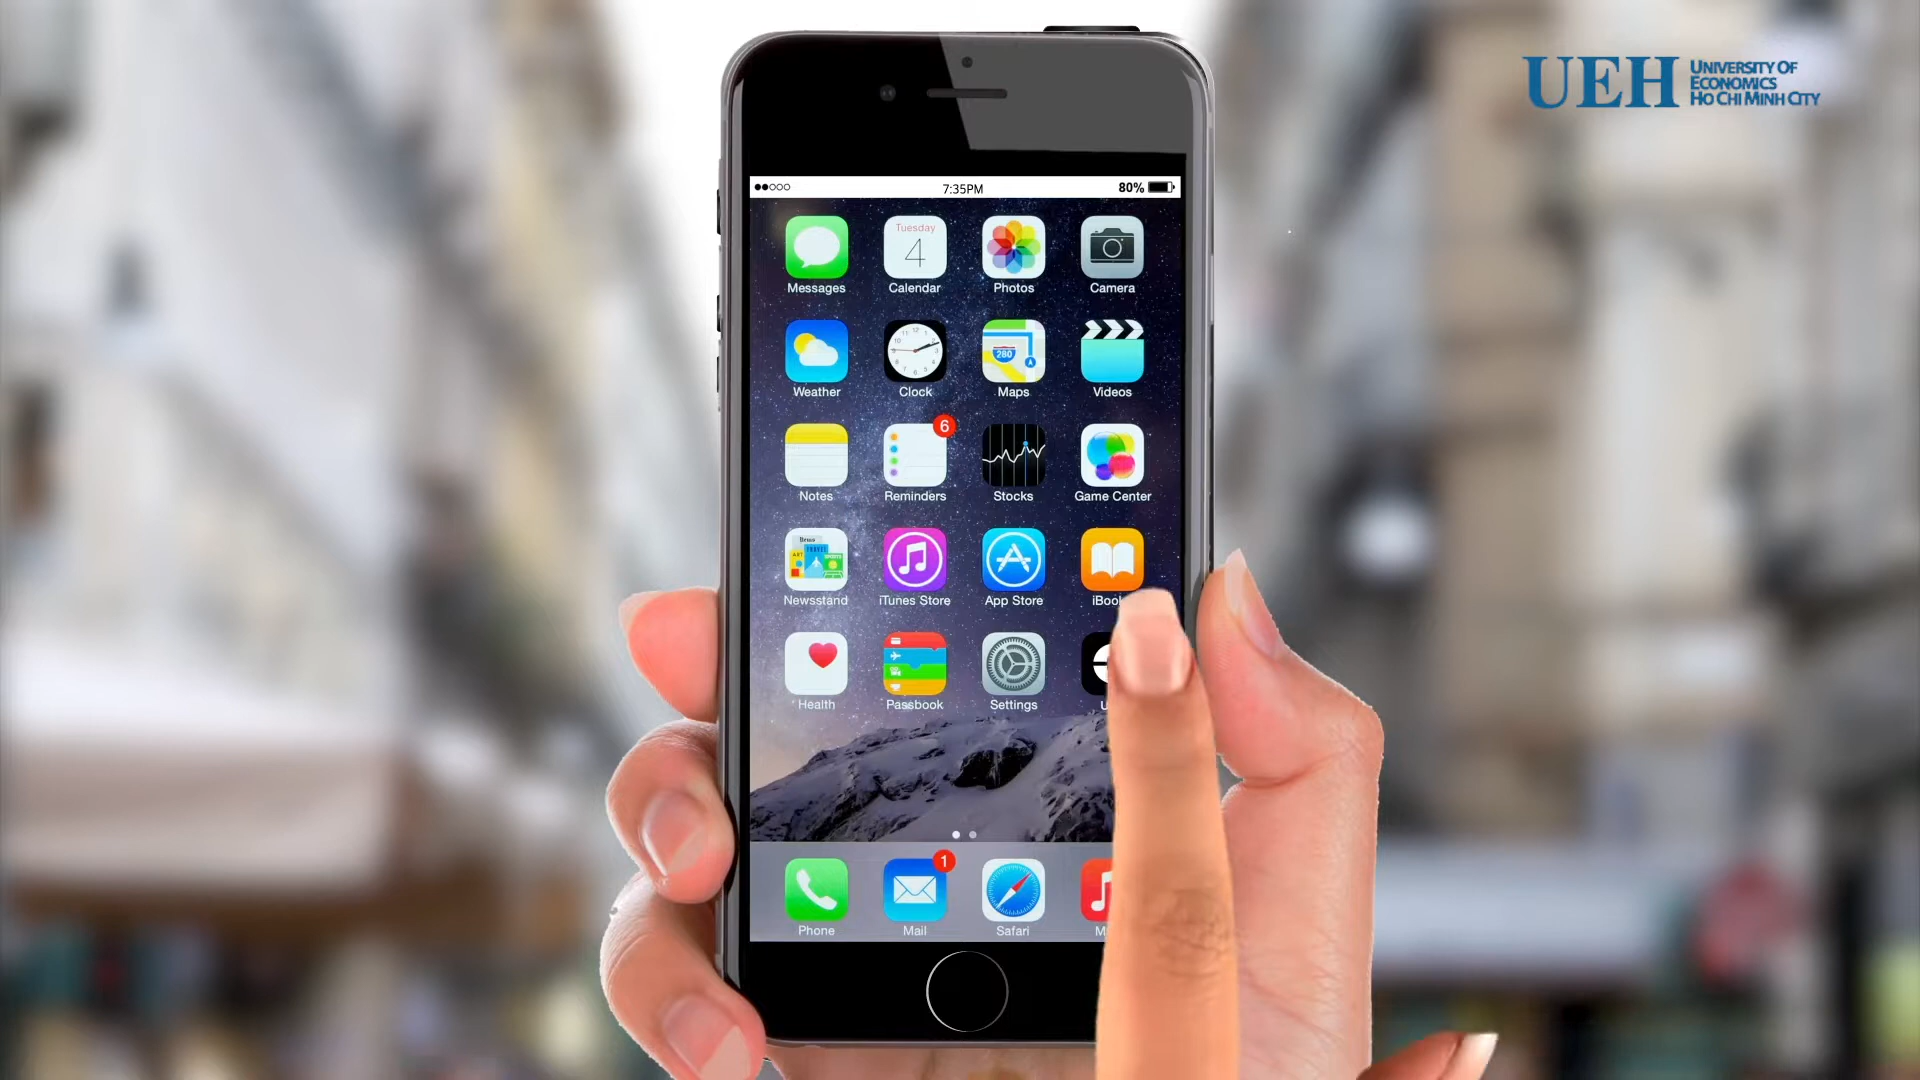 UEH UNIVERSITY OF
ECONOMICS
HO CHI MINH CITY
7:35PM
80%
Tuesday
4
Messages
Calendar
Photos
Camera
280
Weather
Clock
Maps
Videos
6
Notes
Reminders
Stocks
Game Center
Newsstand
iTunes Store
App Store
Health
Passbook
Settings
1
Phone
Mail
Safari